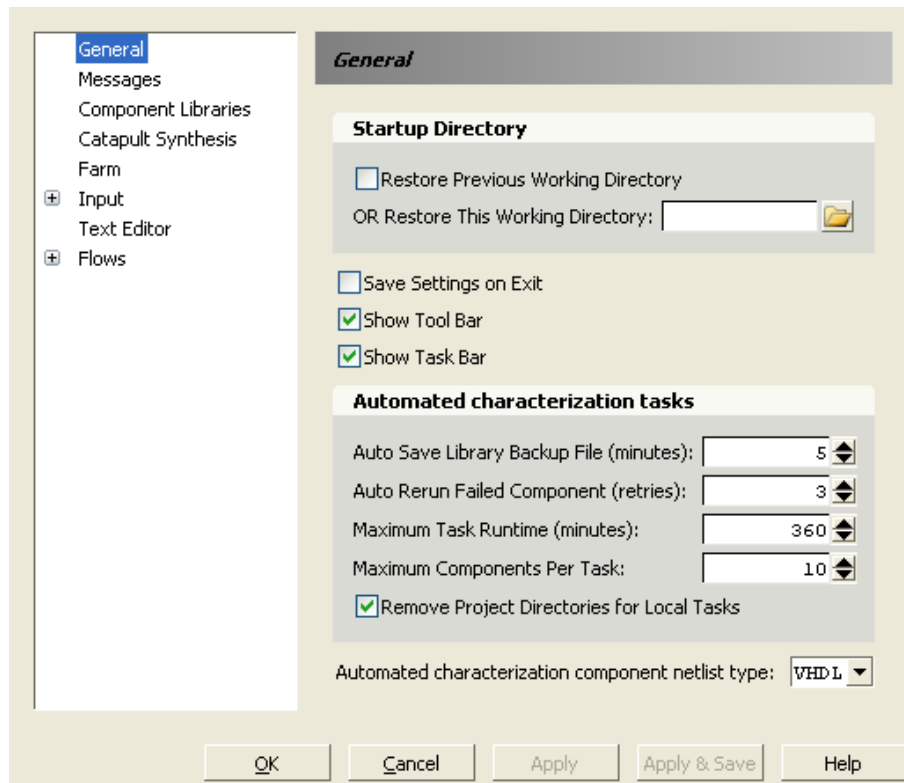 General
Messages
Component Libraries
Catapult Synthesis
Farm
Input
Text Editor
Flows
General
Startup Directory
Restore Previous Working Directory
OR Restore This Working Directory:
Save Settings on Exit
Show Tool Bar
Show Task Bar
Automated characterization tasks
Auto Save Library Backup File (minutes): 5
Auto Rerun Failed Component (retries): 3
Maximum Task Runtime (minutes): 360
Maximum Components Per Task: 10
Remove Project Directories for Local Tasks
Automated characterization component netlist type: VHDL
OK Cancel Apply Apply & Save Help